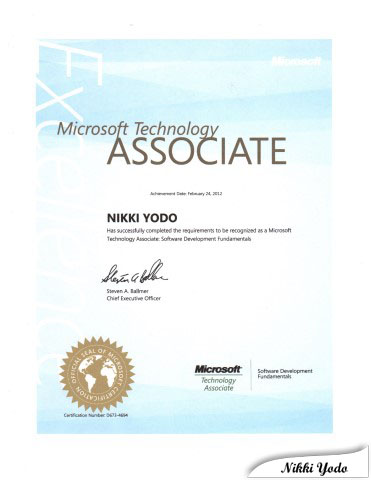 Excellence
Microsoft
Microsoft Technology
ASSOCIATE
Achievement Date: February 24, 2012
NIKKI YODO
Has successfully completed the requirements to be recognized as a Microsoft
Technology Associate: Software Development Fundamentals
Steven A. Ballmer
Steven A. Ballmer
Chief Executive Officer
OFFICIAL SEAL OF MICROSOFT
CERTIFICATION
Certification Number: D673-4694
Microsoft
Technology
Associate
Software Development
Fundamentals
Nikki Yodo